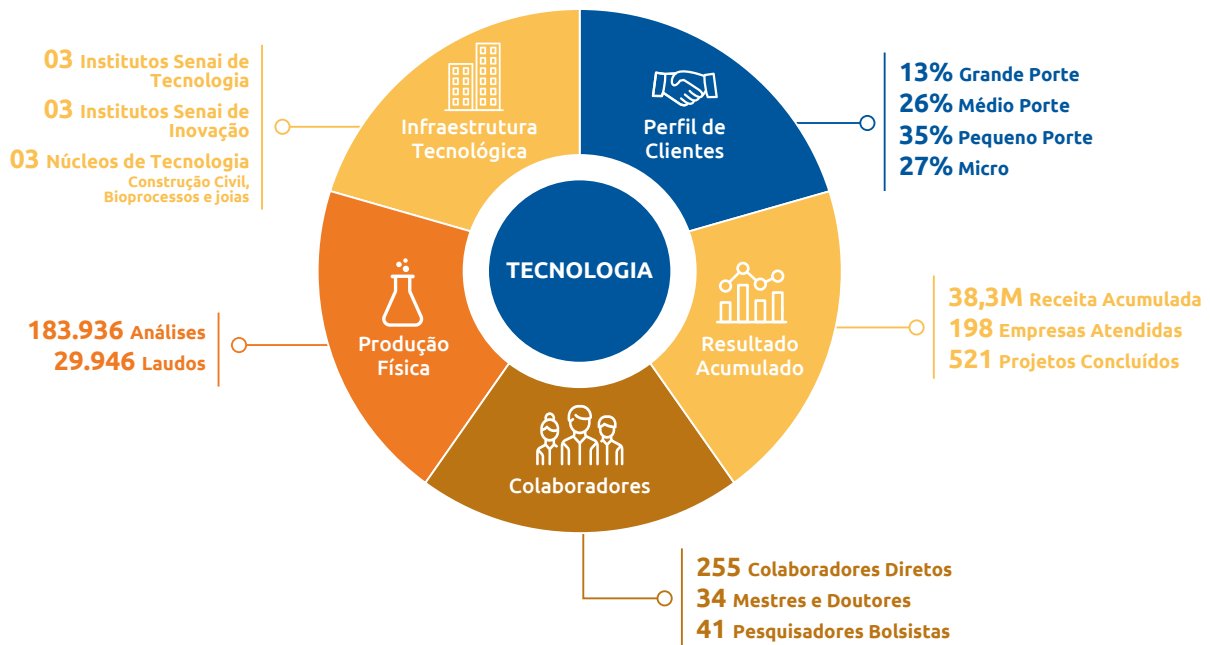 03 Institutos Senai de
Tecnologia
03 Institutos Senai de
Inovação
03 Núcleos de Tecnologia
Construção Civil,
Bioprocessos e joias
Infraestrutura
Tecnológica
Perfil de
Clientes
13% Grande Porte
26% Médio Porte
35% Pequeno Porte
27% Micro
TECNOLOGIA
183.936 Análises
29.946 Laudos
Produção
Física
Resultado
Acumulado
38,3M Receita Acumulada
198 Empresas Atendidas
521 Projetos Concluídos
Colaboradores
255 Colaboradores Diretos
34 Mestres e Doutores
41 Pesquisadores Bolsistas